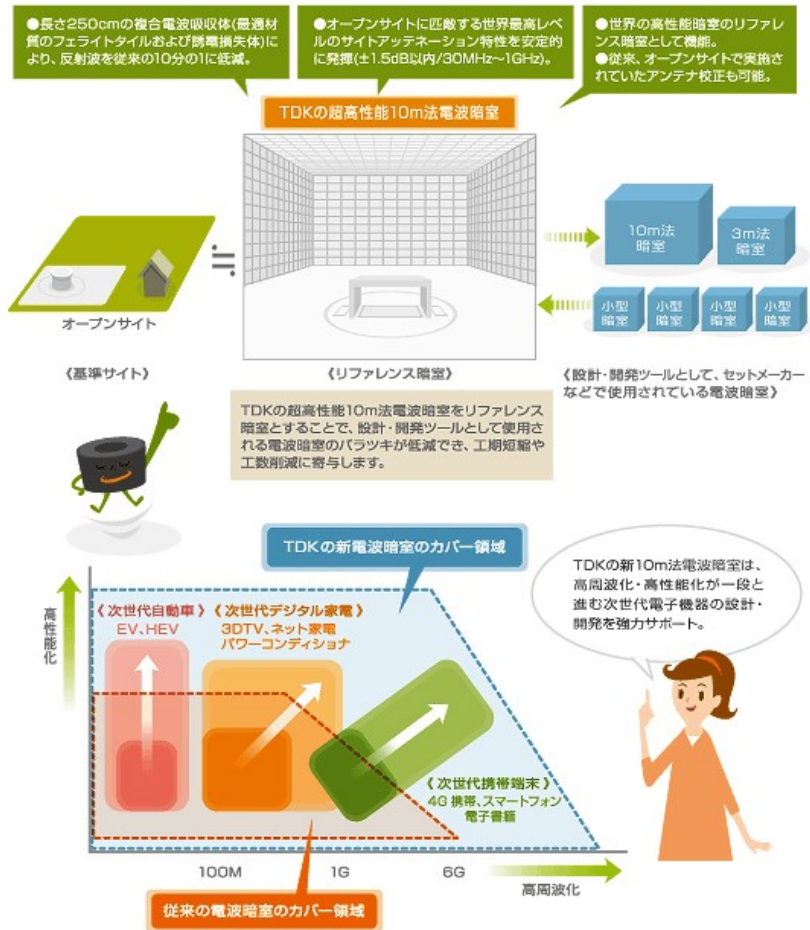 ●長さ250cmの複合電波吸収体(最適材
質のフェライトタイルおよび誘電損失体)に
より、反射波を従来の10分の1に低減。
●オープンサイトに匹敵する世界最高レベ
ルのサイトアッテネーション特性を安定的
に発揮(±1.5dB以内/30MHz～1GHz)。
●世界の高性能暗室のリファレ
ンス暗室として機能。
●従来、オープンサイトで実施さ
れていたアンテナ校正も可能。
TDKの超高性能10m法電波暗室
≒
10m法
暗室
3m法
暗室
小型
暗室
小型
暗室
小型
暗室
小型
暗室
オープンサイト
《基準サイト》
《リファレンス暗室》
《設計・開発ツールとして、セットメーカー
などで使用されている電波暗室》
TDKの超高性能10m法電波暗室をリファレンス
暗室とすることで、設計・開発ツールとして使用さ
れる電波暗室のバラツキが低減でき、工期短縮や
工数削減に寄与します。
TDKの新電波暗室のカバー領域
TDKの新10m法電波暗室は、
高周波化・高性能化が一段と
進む次世代電子機器の設計・
開発を強力サポート。
高性能化
《次世代自動車》
EV、HEV
《次世代デジタル家電》
3DTV、ネット家電
パワーコンディショナ
《次世代携帯端末》
4G 携帯、スマートフォン
電子書籍
100M
1G
6G
高周波化
従来の電波暗室のカバー領域